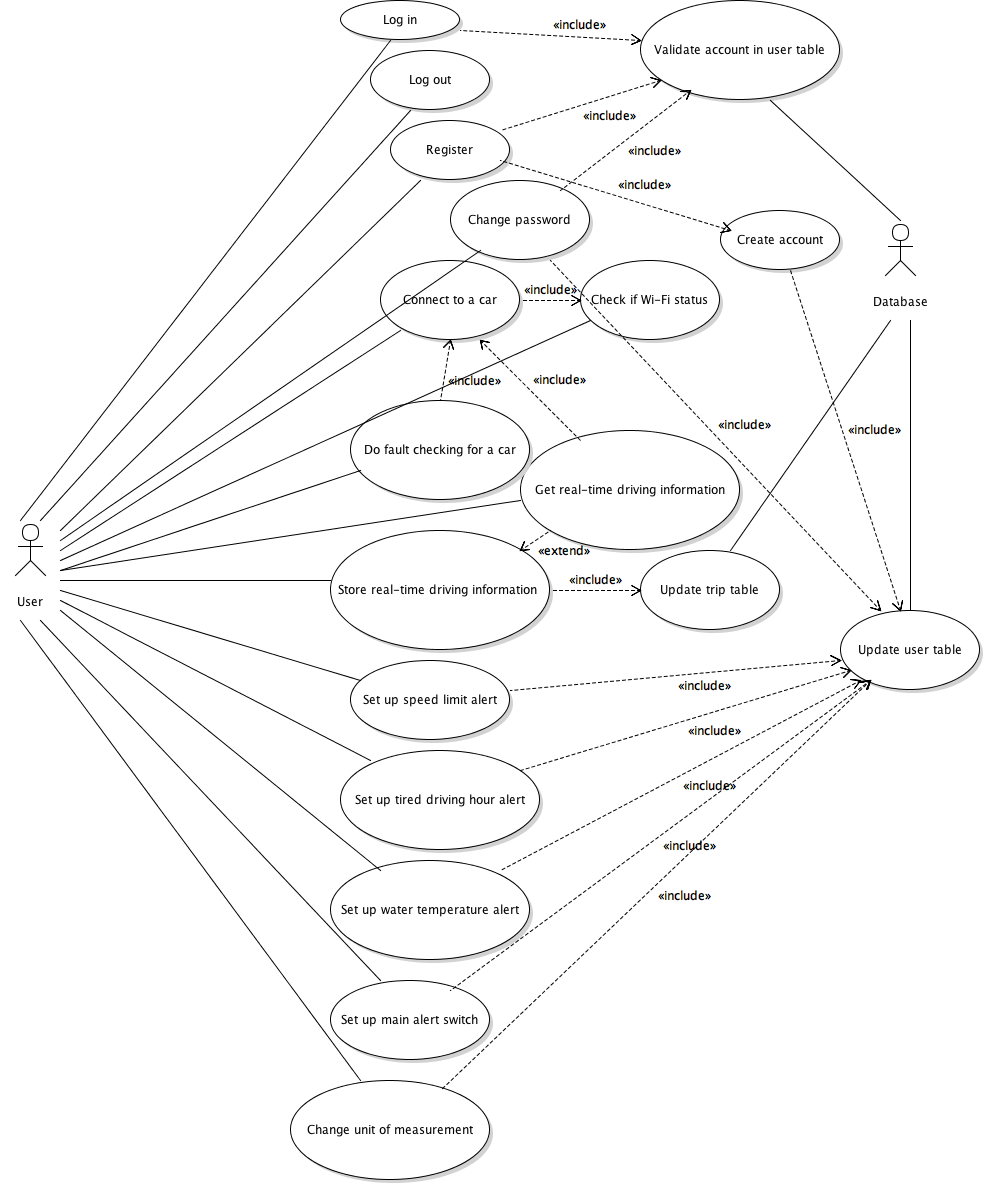 Log in
«include»
Validate account in user table
Log out
«include»
Register
«include»
«include»
Change password
Create account
Connect to a car
«include»
Check if Wi-Fi status
Database
«include»
«include»
«include»
«include»
Do fault checking for a car
Get real-time driving information
«extend»
User
Store real-time driving information
«include»
Update trip table
Update user table
Set up speed limit alert
«include»
«include»
Set up tired driving hour alert
«include»
«include»
Set up water temperature alert
«include»
Set up main alert switch
Change unit of measurement